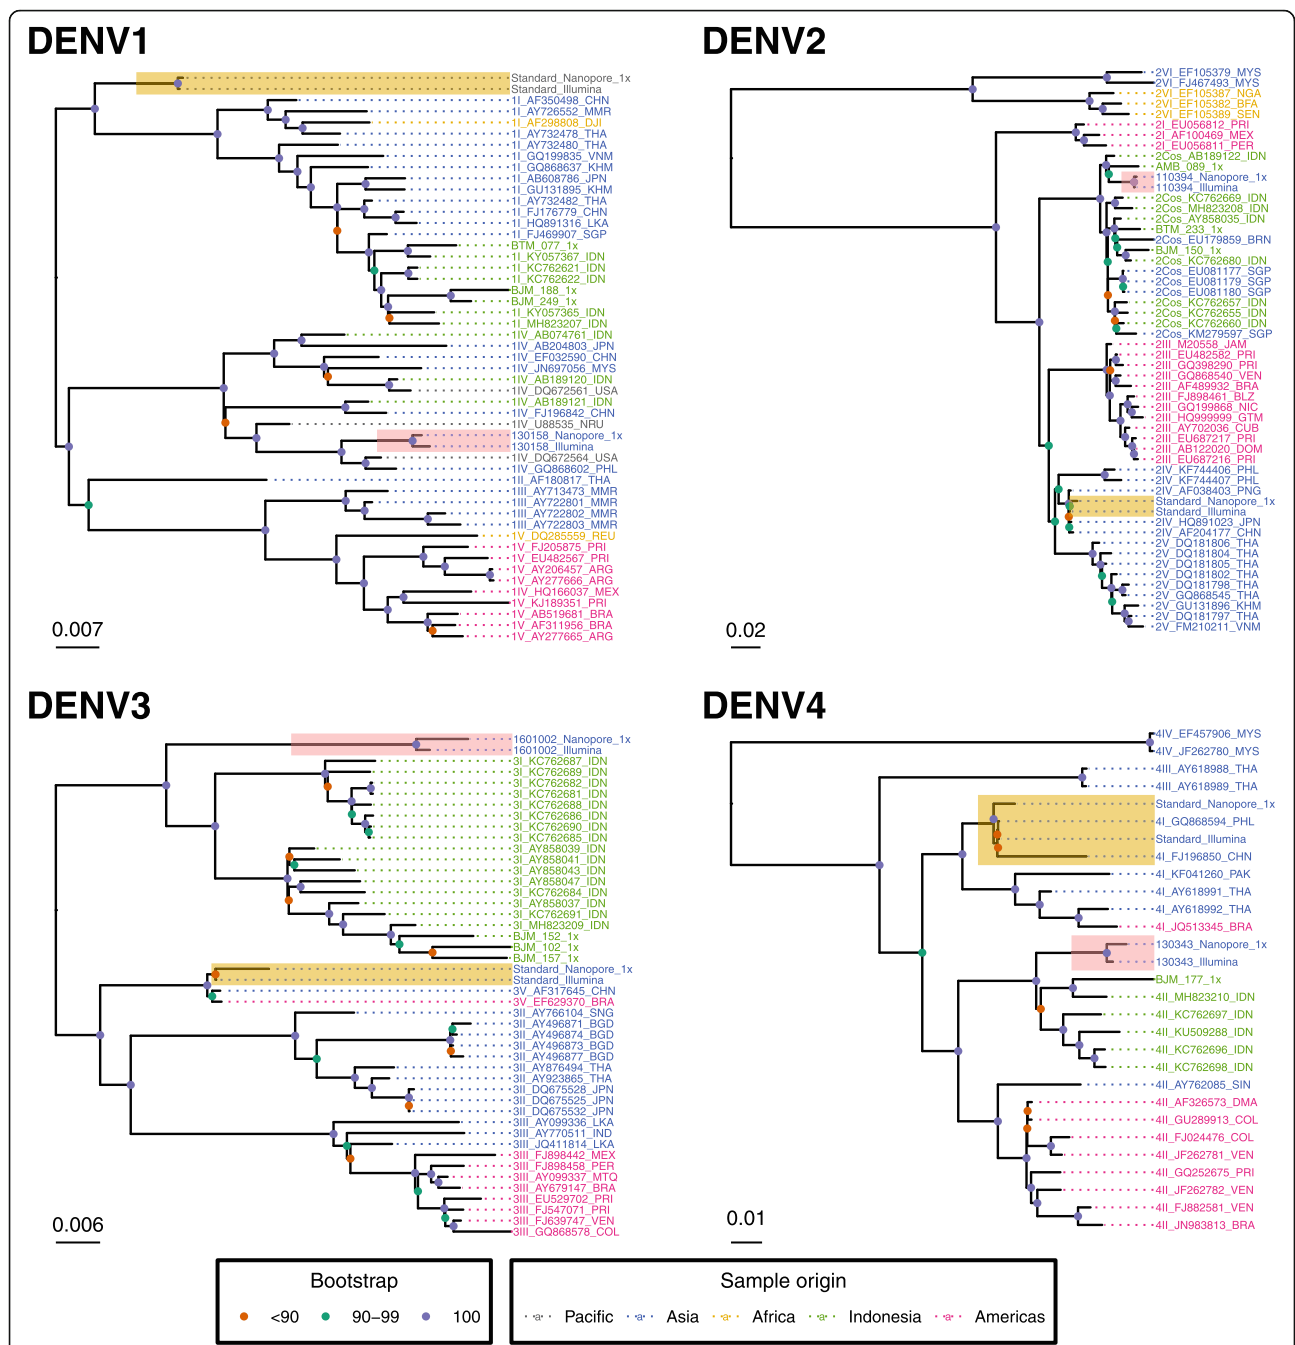 DENV1
Standard_Nanopore_1x
Standard_Illumina
1I_AF350498_CHN
1I_AY726552_MMR
1I_AF298808_DJI
1I_AY732478_THA
1I_AY732480_THA
1I_GQ199835_VNM
1I_GQ868637_KHM
1I_AB608786_JPN
1I_GU131895_KHM
1I_AY732482_THA
1I_FJ176779_CHN
1I_HQ891316_LKA
1I_FJ469907_SGP
BTM_077_1x
1I_KY057367_IDN
1I_KC762621_IDN
1I_KC762622_IDN
BJM_188_1x
BJM_249_1x
1I_KY057365_IDN
1I_MH823207_IDN
1IV_AB074761_IDN
1IV_AB204803_JPN
1IV_EF032590_CHN
1IV_JN697056_MYS
1IV_AB189120_IDN
1IV_DQ672561_USA
1IV_AB189121_IDN
1IV_FJ196842_CHN
1IV_U88535_NRU
130158_Nanopore_1x
130158_Illumina
1IV_DQ672564_USA
1IV_GQ868602_PHL
1II_AF180817_THA
1III_AY713473_MMR
1III_AY722801_MMR
1III_AY722802_MMR
1III_AY722803_MMR
1V_DQ285559_REU
1V_FJ205875_PRI
1V_EU482567_PRI
1V_AY206457_ARG
1V_AY277666_ARG
1IV_HQ166037_MEX
1V_KJ189351_PRI
1V_AB519681_BRA
1V_AF311956_BRA
1V_AY277665_ARG
0.007
DENV2
2VI_EF105379_MYS
2VI_FJ467493_MYS
2VI_EF105387_NGA
2VI_EF105382_BFA
2VI_EF105389_SEN
2I_EU056812_PRI
2I_AF100469_MEX
2I_EU056811_PER
2Cos_AB189122_IDN
AMB_089_1x
110394_Nanopore_1x
110394_Illumina
2Cos_KC762669_IDN
2Cos_MH823208_IDN
2Cos_AY858035_IDN
BTM_233_1x
2Cos_EU179859_BRN
BJM_150_1x
2Cos_KC762680_IDN
2Cos_EU081177_SGP
2Cos_EU081179_SGP
2Cos_EU081180_SGP
2Cos_KC762657_IDN
2Cos_KC762655_IDN
2Cos_KC762660_IDN
2Cos_KM279597_SGP
2III_M20558_JAM
2III_EU482582_PRI
2III_GQ398290_PRI
2III_GQ868540_VEN
2III_AF489932_BRA
2III_FJ898461_BLZ
2III_GQ199868_NIC
2III_HQ999999_GTM
2III_AY702036_CUB
2III_EU687217_PRI
2III_AB122020_DOM
2III_EU687216_PRI
2IV_KF744406_PHL
2IV_KF744407_PHL
2IV_AF038403_PNG
Standard_Nanopore_1x
Standard_Illumina
2IV_HQ891023_JPN
2IV_AF204177_CHN
2V_DQ181806_THA
2V_DQ181804_THA
2V_DQ181805_THA
2V_DQ181802_THA
2V_DQ181798_THA
2V_GQ868545_THA
2V_GU131896_KHM
2V_DQ181797_THA
2V_FM210211_VNM
0.02
DENV3
1601002_Nanopore_1x
1601002_Illumina
3I_KC762687_IDN
3I_KC762689_IDN
3I_KC762682_IDN
3I_KC762681_IDN
3I_KC762688_IDN
3I_KC762686_IDN
3I_KC762690_IDN
3I_KC762685_IDN
3I_AY858039_IDN
3I_AY858041_IDN
3I_AY858043_IDN
3I_AY858047_IDN
3I_KC762684_IDN
3I_AY858037_IDN
3I_KC762691_IDN
3I_MH823209_IDN
BJM_152_1x
BJM_102_1x
BJM_157_1x
Standard_Nanopore_1x
Standard_Illumina
3V_AF317645_CHN
3V_EF629370_BRA
3II_AY766104_SNG
3II_AY496871_BGD
3II_AY496874_BGD
3II_AY496873_BGD
3II_AY496877_BGD
3II_AY876494_THA
3II_AY923865_THA
3II_DQ675528_JPN
3II_DQ675525_JPN
3II_DQ675532_JPN
3III_AY099336_LKA
3III_AY770511_IND
3III_JQ411814_LKA
3III_FJ898442_MEX
3III_FJ898458_PER
3III_AY099337_MTQ
3III_AY679147_BRA
3III_EU529702_PRI
3III_FJ547071_PRI
3III_FJ639747_VEN
3III_GQ868578_COL
0.006
DENV4
4IV_EF457906_MYS
4IV_JF262780_MYS
4III_AY618988_THA
4III_AY618989_THA
Standard_Nanopore_1x
4I_GQ868594_PHL
Standard_Illumina
4I_FJ196850_CHN
4I_KF041260_PAK
4I_AY618991_THA
4I_AY618992_THA
4I_JQ513345_BRA
130343_Nanopore_1x
130343_Illumina
BJM_177_1x
4II_MH823210_IDN
4II_KC762697_IDN
4II_KU509288_IDN
4II_KC762696_IDN
4II_KC762698_IDN
4II_AY762085_SIN
4II_AF326573_DMA
4II_GU289913_COL
4II_FJ024476_COL
4II_JF262781_VEN
4II_GQ252675_PRI
4II_JF262782_VEN
4II_FJ882581_VEN
4II_JN983813_BRA
0.01
Bootstrap
<90 90–99 100
Sample origin
a Pacific a Asia a Africa a Indonesia a Americas